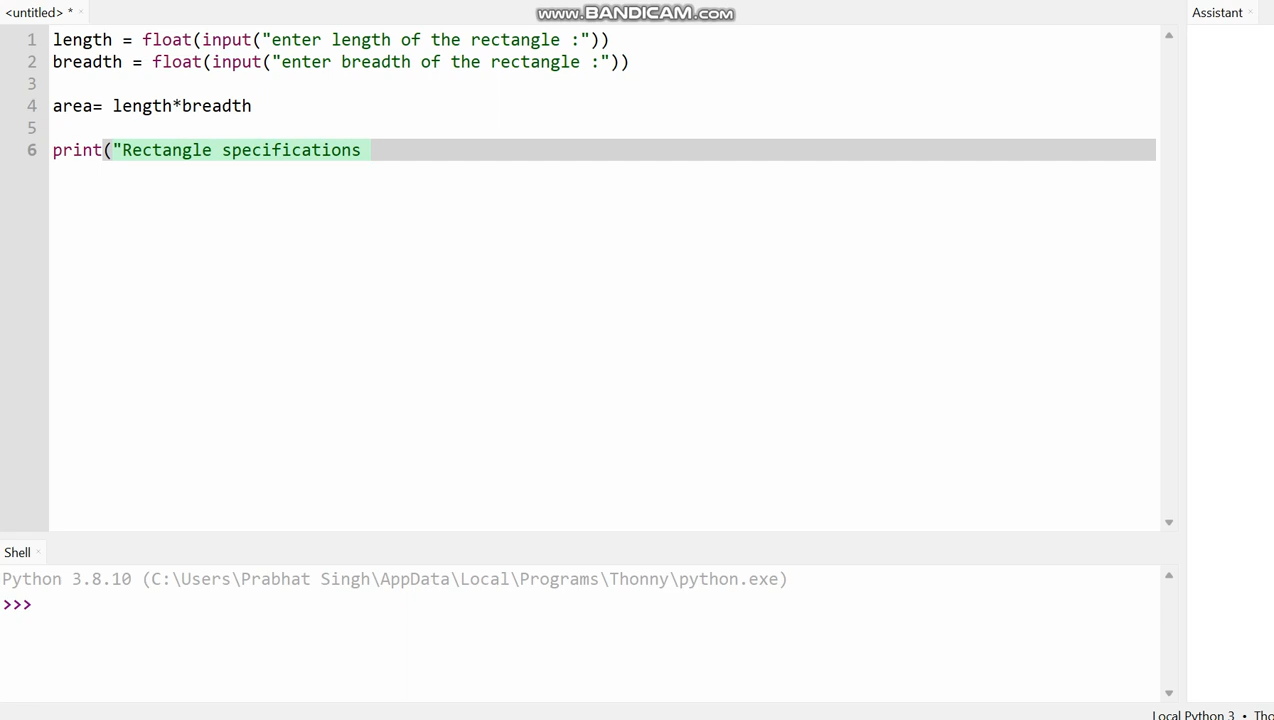 www.BANDICAM.com
<untitled> *
Assistant
1 length = float(input("enter length of the rectangle :"))
2 breadth = float(input("enter breadth of the rectangle :"))
3
4 area= length*breadth
5
6 print("Rectangle specifications
Shell
Python 3.8.10 (C:\Users\Prabhat Singh\AppData\Local\Programs\Thonny\python.exe)
>>>
Local Python 3 • Tho